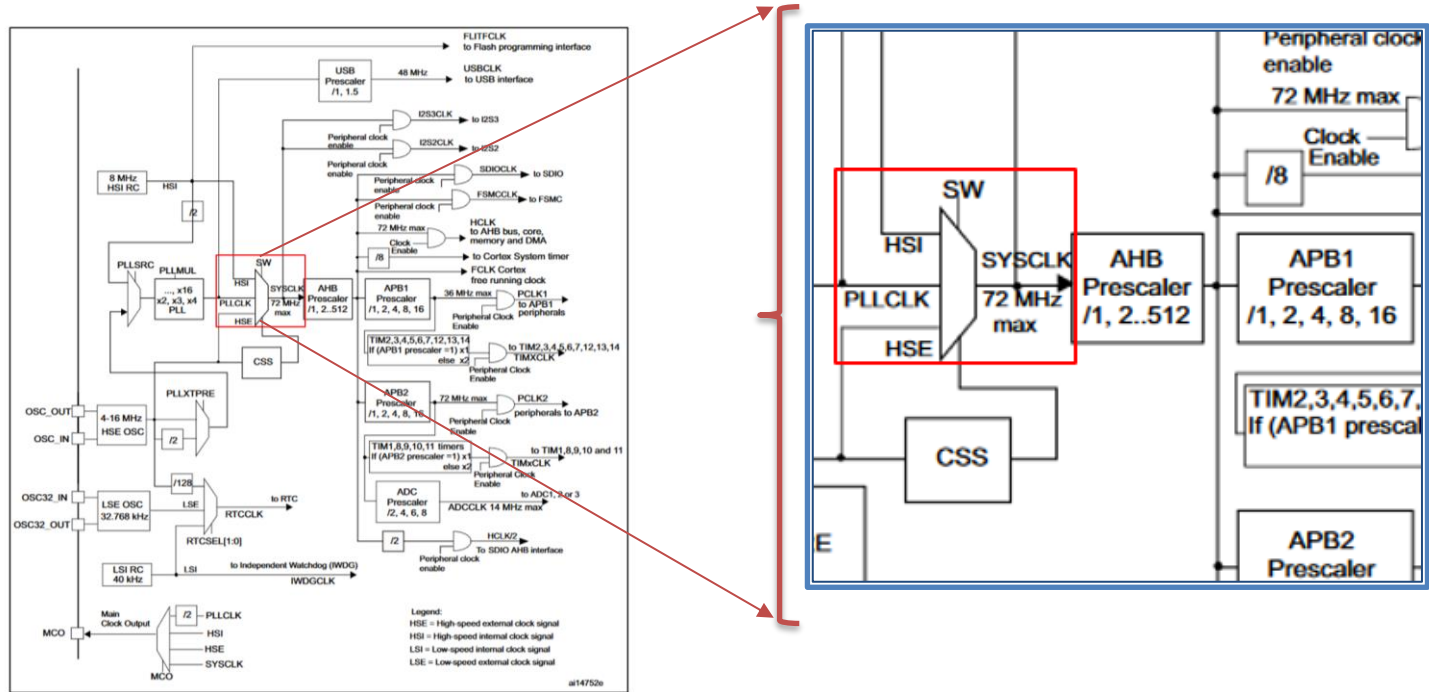 FLITFCLK
to Flash programming interface
USB
Prescaler
/1, 1.5
48 MHz
USBCLK
to USB interface
I2S3CLK
to I2S3
Peripheral clock
enable
I2S2CLK
to I2S2
Peripheral clock
enable
8 MHz
HSI RC
HSI
SDIOCLK
to SDIO
Peripheral clock
enable
/2
FSMCCLK
to FSMC
Peripheral clock
enable
HCLK
to AHB bus, core,
memory and DMA
72 MHz max
Clock
Enable
/8
to Cortex System timer
FCLK Cortex
free running clock
PLLSRC
PLLMUL
..., x16
x2, x3, x4
PLL
SW
HSI
PLLCLK
HSE
SYSCLK
72 MHz
max
AHB
Prescaler
/1, 2..512
APB1
Prescaler
/1, 2, 4, 8, 16
36 MHz max
PCLK1
to APB1
peripherals
Peripheral Clock
Enable
TIM2,3,4,5,6,7,12,13,14
If (APB1 prescaler =1) x1
else x2
to TIM2,3,4,5,6,7,12,13,14
TIMXCLK
Peripheral Clock
Enable
CSS
PLLXTPRE
OSC_OUT
OSC_IN
4-16 MHz
HSE OSC
/2
APB2
Prescaler
/1, 2, 4, 8, 16
72 MHz max
PCLK2
peripherals to APB2
Peripheral Clock
Enable
TIM1,8,9,10,11 timers
If (APB2 prescaler =1) x1
else x2
to TIM1,8,9,10 and 11
TIMxCLK
Peripheral Clock
Enable
/128
OSC32_IN
OSC32_OUT
LSE OSC
32.768 kHz
LSE
to RTC
RTCCLK
RTCSEL[1:0]
ADC
Prescaler
/2, 4, 6, 8
to ADC1, 2 or 3
ADCCLK 14 MHz max
/2
HCLK/2
To SDIO AHB interface
Peripheral clock
enable
LSI RC
40 kHz
LSI
to Independent Watchdog (IWDG)
IWDGCLK
MCO
Main
Clock Output
/2
PLLCLK
HSI
HSE
SYSCLK
MCO
Legend:
HSE = High-speed external clock signal
HSI = High-speed internal clock signal
LSI = Low-speed internal clock signal
LSE = Low-speed external clock signal
ai14752e
Peripheral clock
enable
72 MHz max
Clock
Enable
/8
SW
HSI
PLLCLK
HSE
SYSCLK
72 MHz
max
AHB
Prescaler
/1, 2..512
APB1
Prescaler
/1, 2, 4, 8, 16
TIM2,3,4,5,6,7,
If (APB1 prescal
CSS
E
APB2
Prescaler